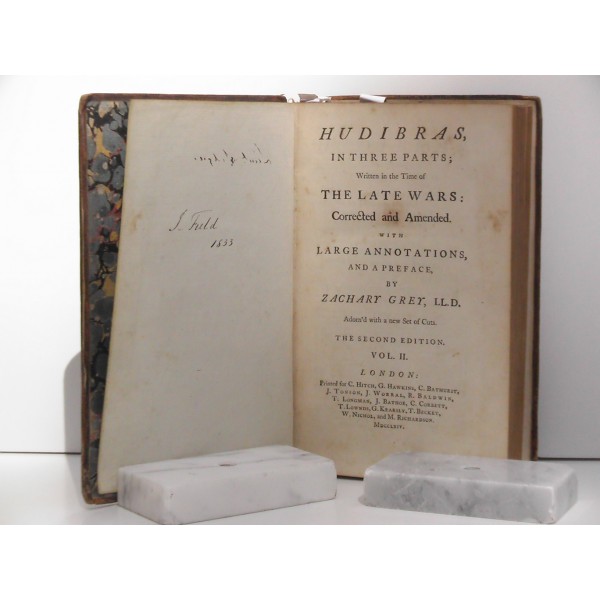 J. Field
1833
HUDIBRAS,
IN THREE PARTS;
Written in the Time of
THE LATE WARS:
Corrected and Amended.
WITH
LARGE ANNOTATIONS,
AND A PREFACE,
BY
ZACHARY GREY, LL.D.
Adorn'd with a new Set of Cuts.
THE SECOND EDITION.
VOL. II.
LONDON:
Printed for C. HITCH, G. HAWKINS, C. BATHURST,
J. TONSON, J. WORRAL, R. BALDWIN,
T. LONGMAN, J. BATHOE, C. CORBETT,
T. LOWNDS, G. KEARSLY, T. BECKET,
W. NICHOL, and M. RICHARDSON.
MDCCLXIV.